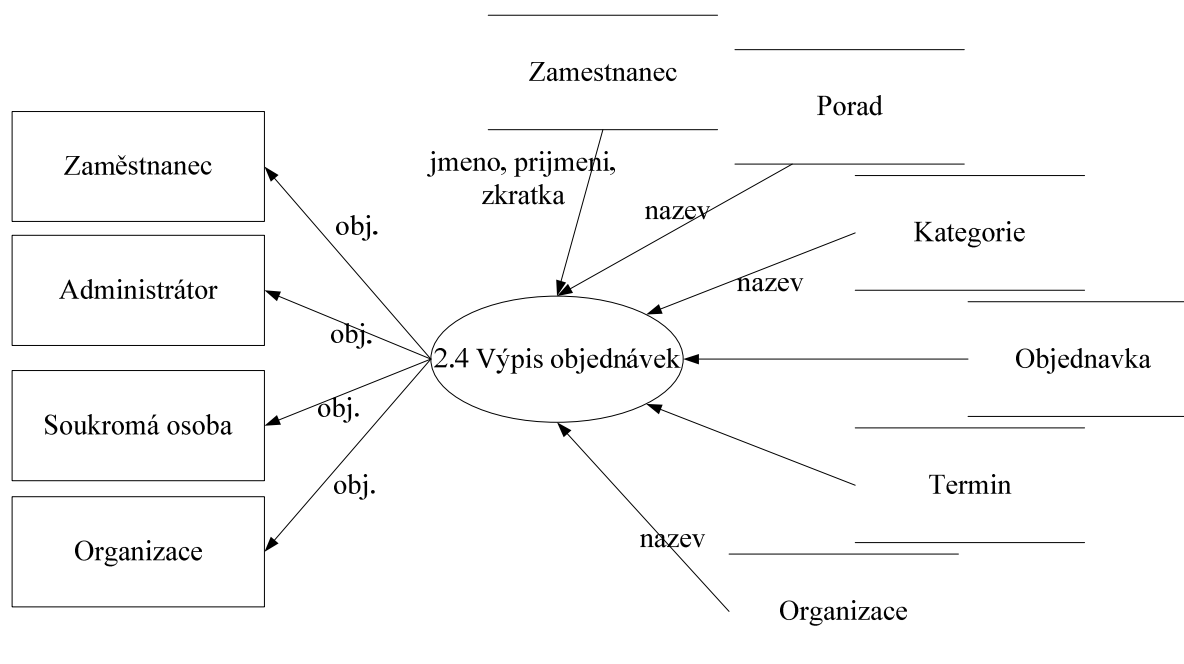 Zamestnanec
Porad
Zaměstnanec
jmeno, prijmeni,
zkratka
nazev
obj.
Kategorie
Administrátor
nazev
obj.
2.4 Výpis objednávek
Objednavka
Soukromá osoba
obj.
Termin
obj.
Organizace
nazev
Organizace